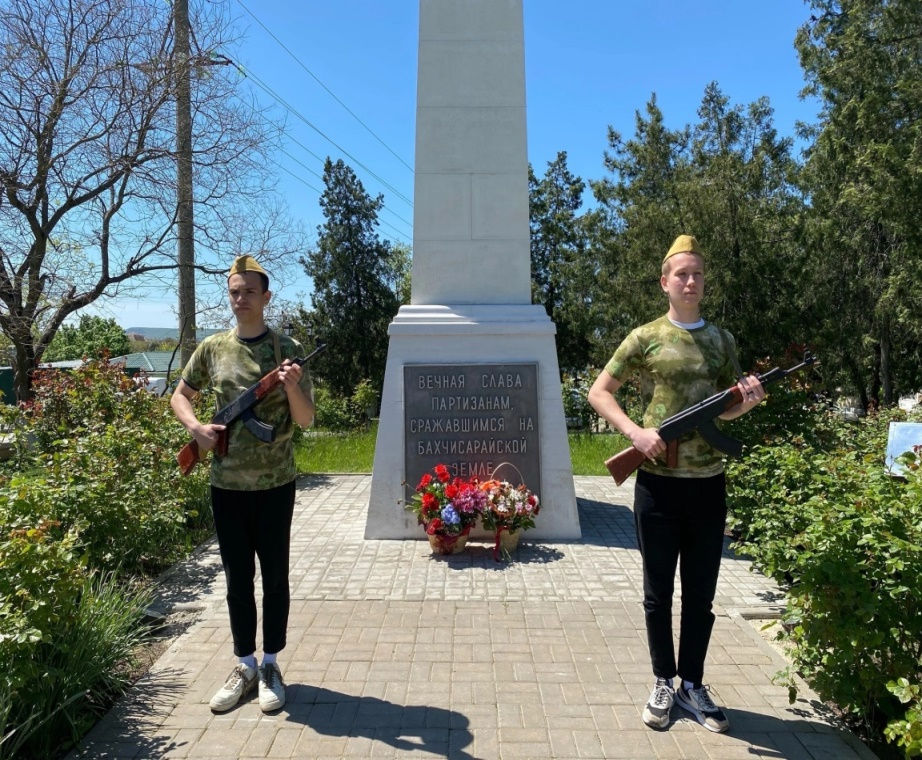 ВЕЧНАЯ СЛАВА
ПАРТИЗАНАМ,
СРАЖАВШИМСЯ НА
БАХЧИСАРАЙСКОЙ
ЗЕМЛЕ